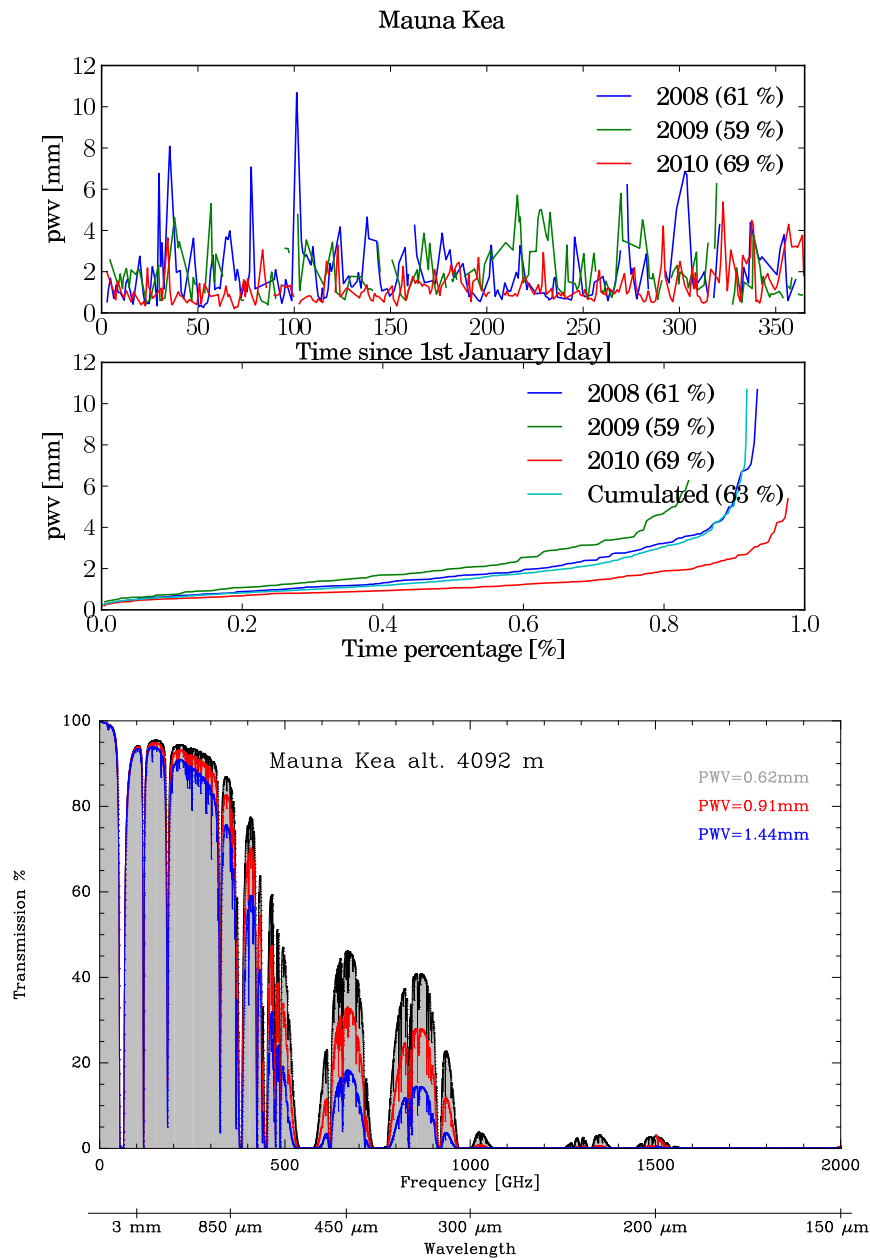 Mauna Kea
12
10
8
6
4
2
0
pwv [mm]
2008 (61 %)
2009 (59 %)
2010 (69 %)
0 50 100 150 200 250 300 350
Time since 1st January [day]
12
10
8
6
4
2
0
pwv [mm]
2008 (61 %)
2009 (59 %)
2010 (69 %)
Cumulated (63 %)
0.0 0.2 0.4 0.6 0.8 1.0
Time percentage [%]
100
80
60
40
20
0
Transmission %
Mauna Kea alt. 4092 m
PWV=0.62mm
PWV=0.91mm
PWV=1.44mm
0 500 1000 1500 2000
Frequency [GHz]
3 mm 850 μm 450 μm 300 μm 200 μm 150 μm
Wavelength